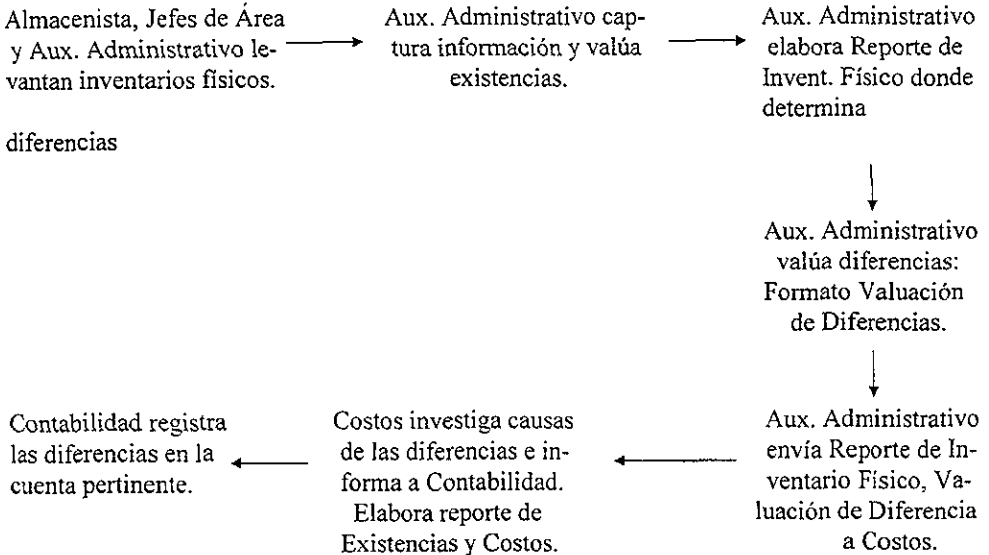 Almacenista, Jefes de Área
y Aux. Administrativo le-
vantan inventarios físicos.
Aux. Administrativo cap-
tura información y valúa
existencias.
Aux. Administrativo
elabora Reporte de
Invent. Físico donde
determina
diferencias
Aux. Administrativo
valúa diferencias:
Formato Valuación
de Diferencias.
Aux. Administrativo
envía Reporte de In-
ventario Físico, Va-
luación de Diferencia
a Costos.
Costos investiga causas
de las diferencias e in-
forma a Contabilidad.
Elabora reporte de
Existencias y Costos.
Contabilidad registra
las diferencias en la
cuenta pertinente.